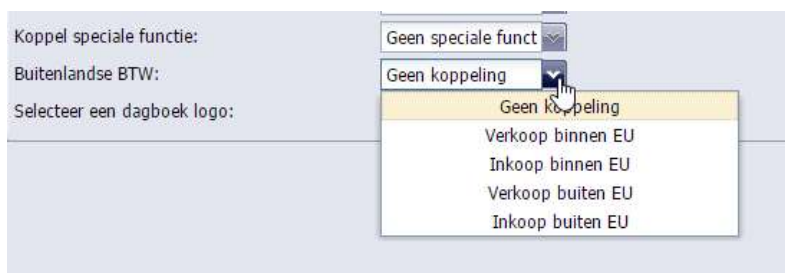 Koppel speciale functie: Geen speciale funct
Buitenlandse BTW: Geen koppeling
Selecteer een dagboek logo:
Geen koppeling
Verkoop binnen EU
Inkoop binnen EU
Verkoop buiten EU
Inkoop buiten EU